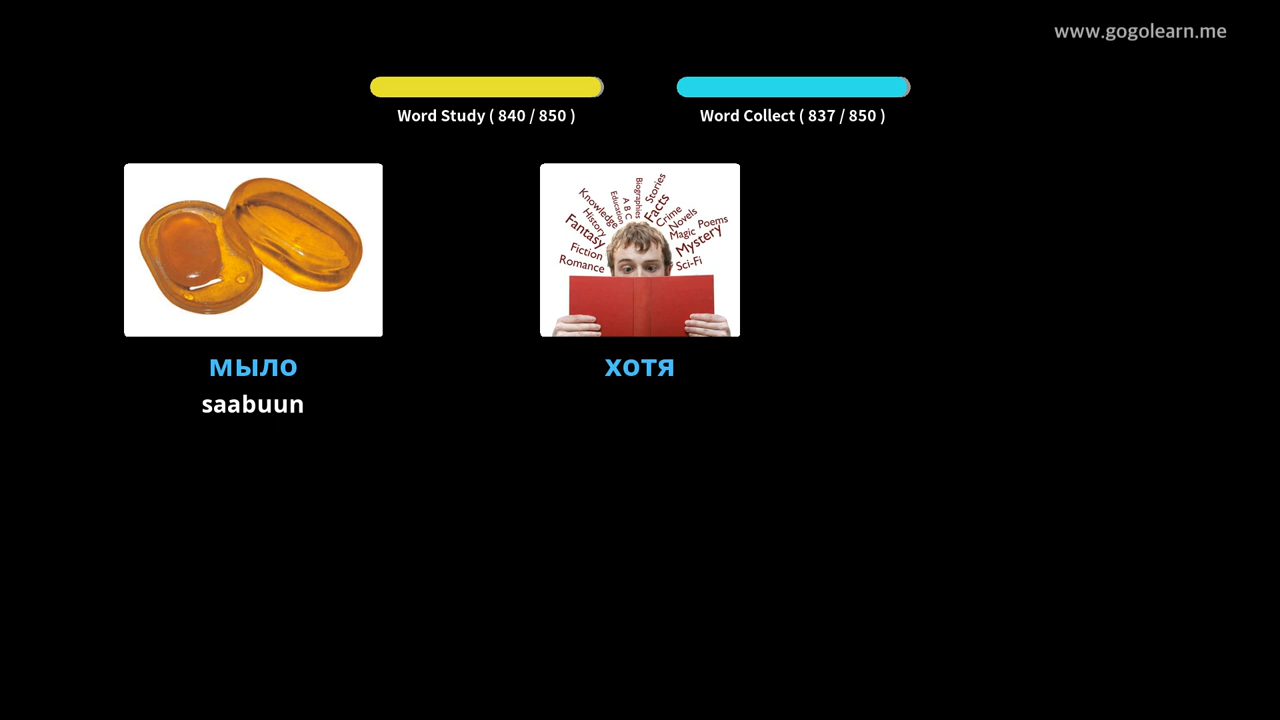 www.gogolearn.me
Word Study ( 840 / 850 )
Word Collect ( 837 / 850 )
Stories
Biographies
Facts
A B C
Education
Knowledge
Crime
Novels
History
Poems
Magic
Fantasy
Mystery
Fiction
Sci-Fi
Romance
мыло
saabuun
хотя